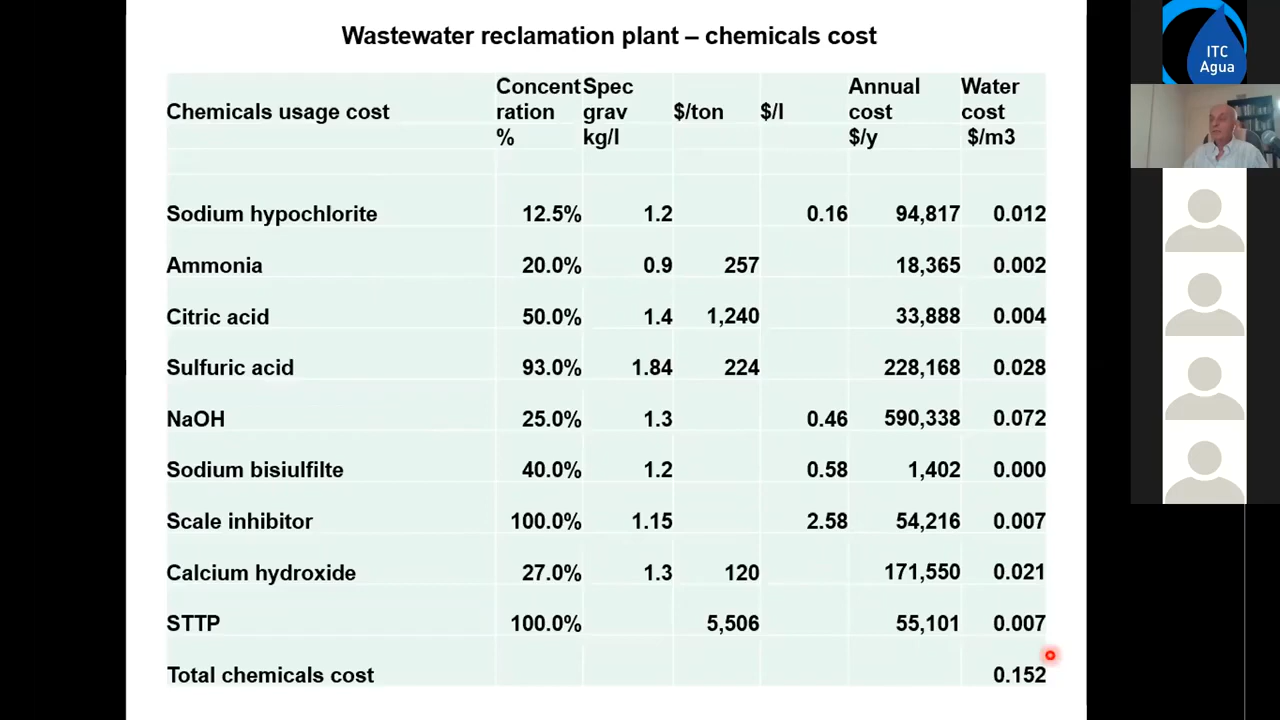 Wastewater reclamation plant – chemicals cost
Chemicals usage cost Concent ration % Spec grav kg/l $/ton $/l Annual cost $/y Water cost $/m3
Sodium hypochlorite 12.5% 1.2 0.16 94,817 0.012
Ammonia 20.0% 0.9 257 18,365 0.002
Citric acid 50.0% 1.4 1,240 33,888 0.004
Sulfuric acid 93.0% 1.84 224 228,168 0.028
NaOH 25.0% 1.3 0.46 590,338 0.072
Sodium bisiulfilte 40.0% 1.2 0.58 1,402 0.000
Scale inhibitor 100.0% 1.15 2.58 54,216 0.007
Calcium hydroxide 27.0% 1.3 120 171,550 0.021
STTP 100.0% 5,506 55,101 0.007
Total chemicals cost 0.152
ITC
Agua